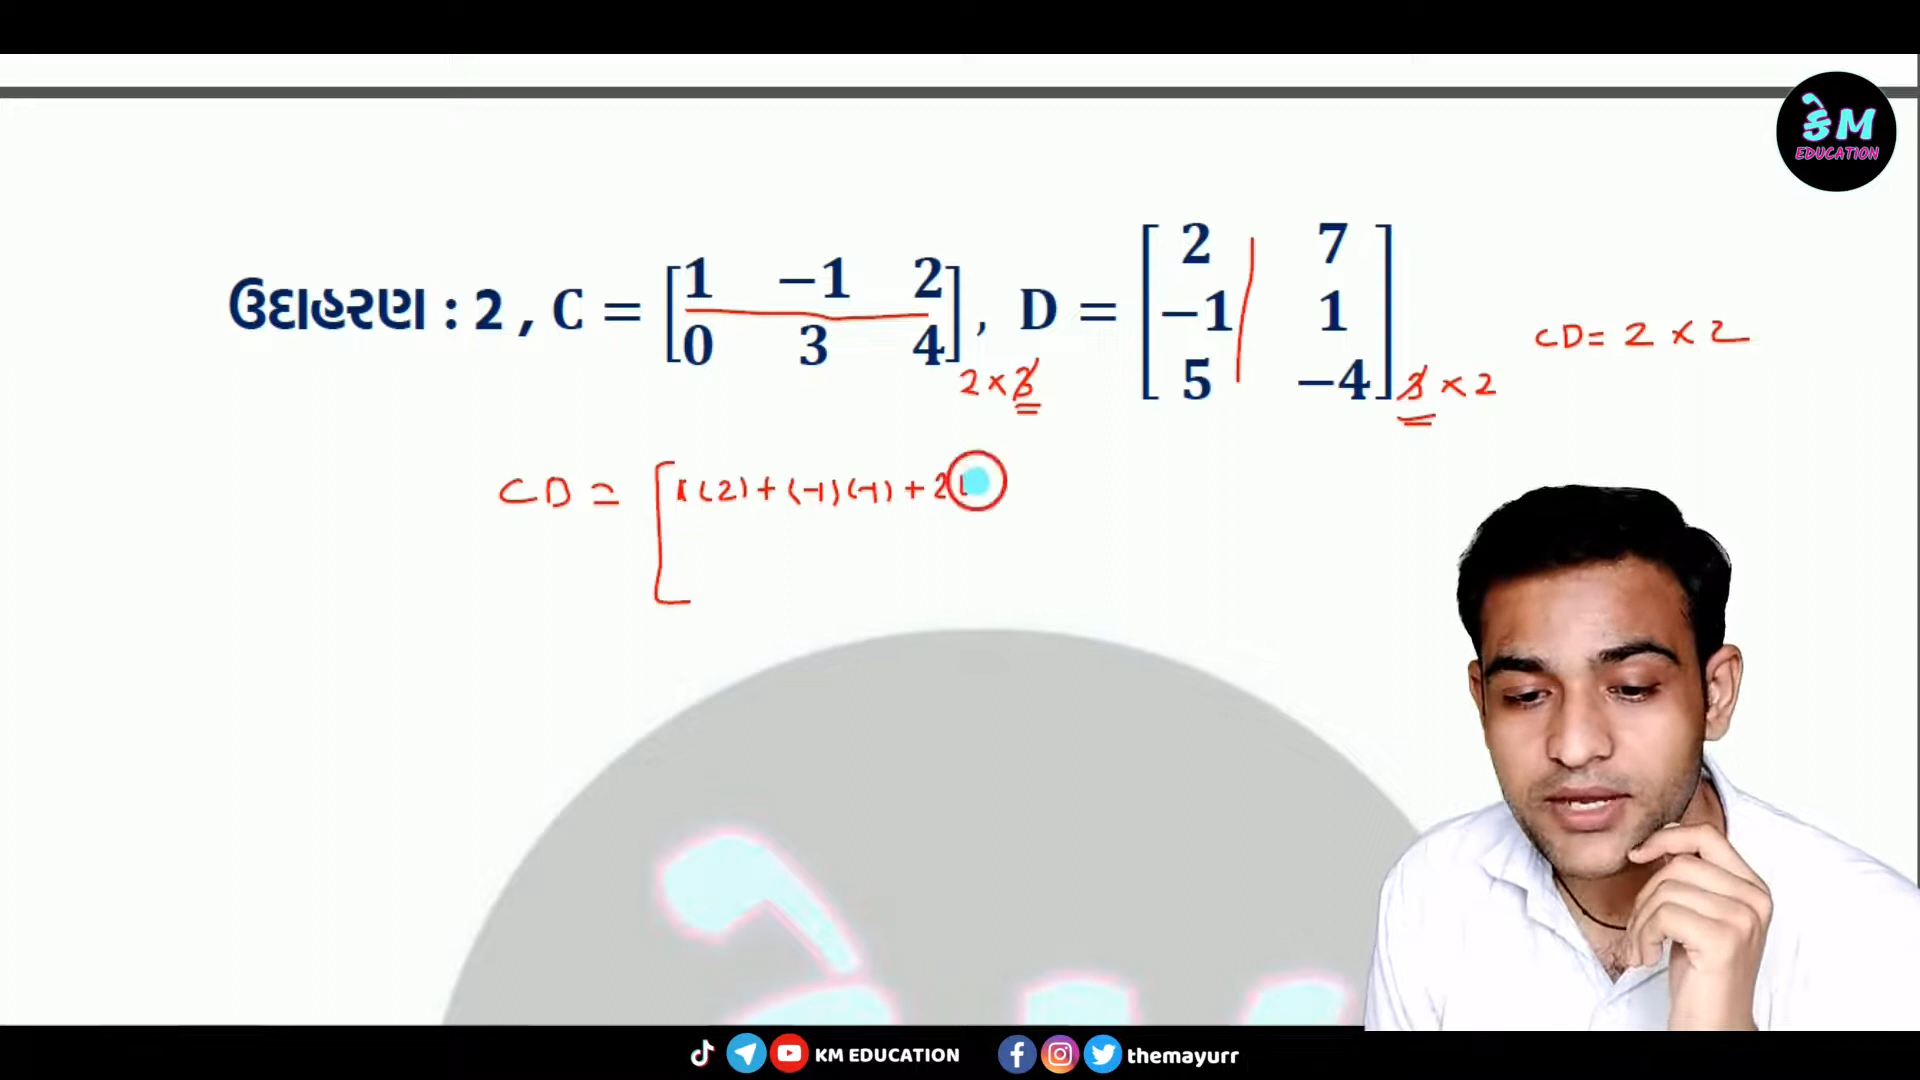 કેM
EDUCATION
ઉદાહરણ : 2 , C = [1 −1 2
0 3 4] , D = [2 7
−1 1
5 −4]
2 × 3
3 × 2
CD = 2 × 2
CD = [1(2) + (-1)(-1) + 2(
KM EDUCATION
themayurr